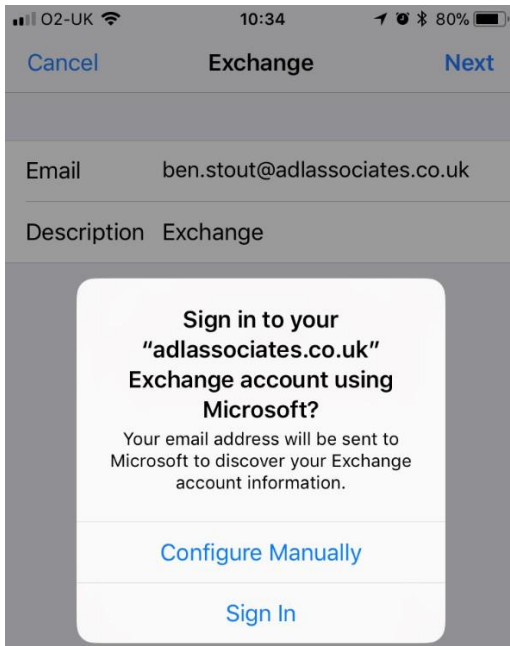 O2-UK 10:34 80%
Cancel Exchange Next
Email ben.stout@adlassociates.co.uk
Description Exchange
Sign in to your
“adlassociates.co.uk”
Exchange account using
Microsoft?
Your email address will be sent to
Microsoft to discover your Exchange
account information.
Configure Manually
Sign In